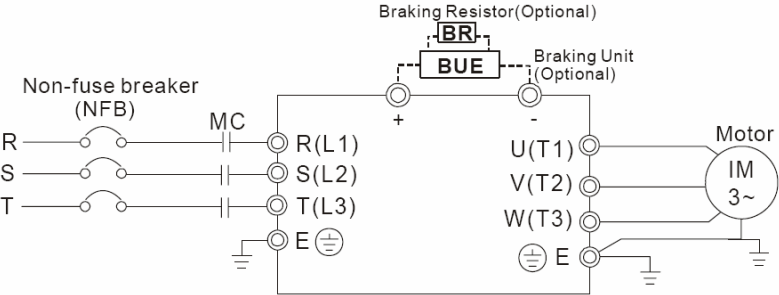 Braking Resistor(Optional)
BR
BUE
Braking Unit
(Optional)
Non-fuse breaker
(NFB)
MC
+
-
R
R(L1)
S
S(L2)
T
T(L3)
E
U(T1)
V(T2)
W(T3)
E
Motor
IM
3~